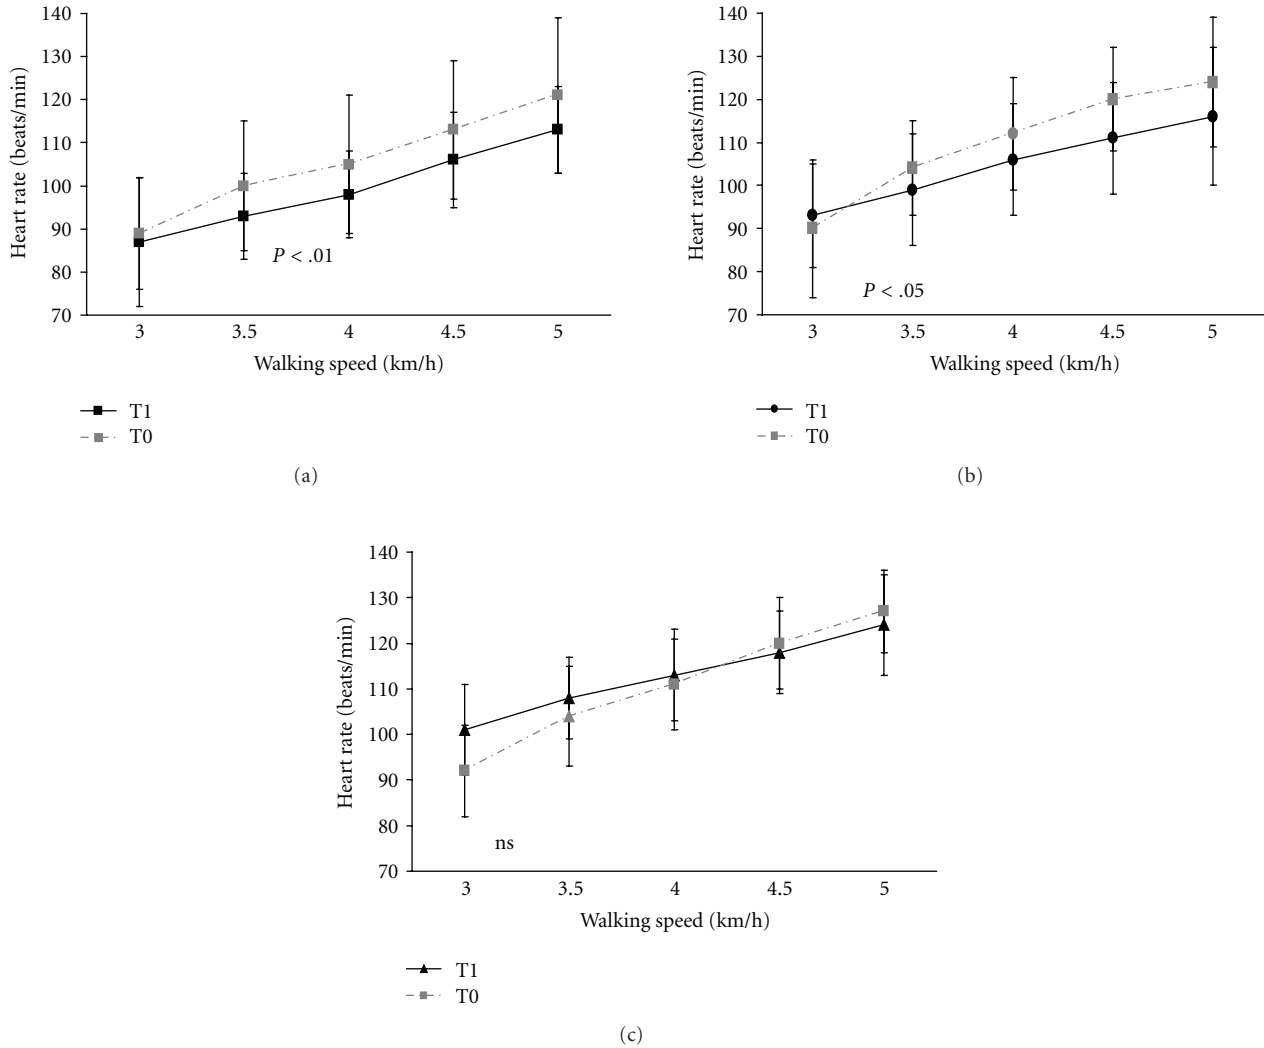 140
130
120
110
100
90
80
70
Heart rate (beats/min)
P < .01
3 3.5 4 4.5 5
Walking speed (km/h)
T1
T0
(a)
140
130
120
110
100
90
80
70
Heart rate (beats/min)
P < .05
3 3.5 4 4.5 5
Walking speed (km/h)
T1
T0
(b)
140
130
120
110
100
90
80
70
Heart rate (beats/min)
ns
3 3.5 4 4.5 5
Walking speed (km/h)
T1
T0
(c)